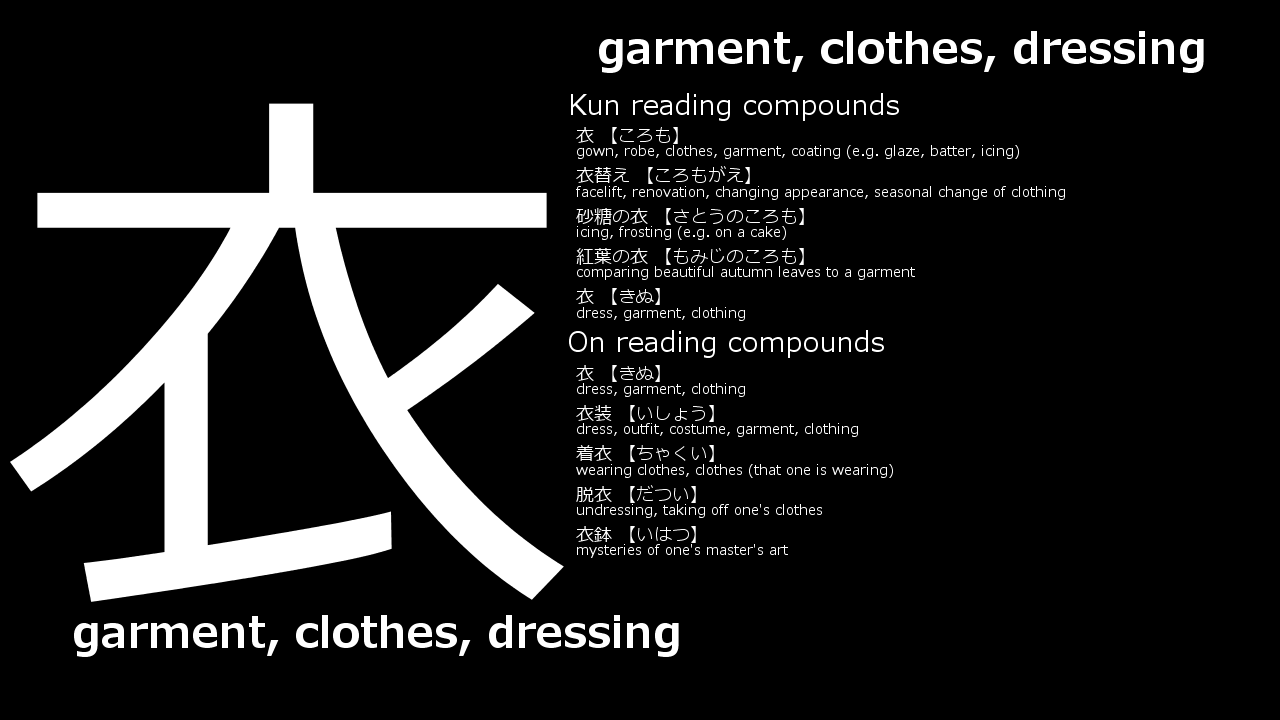 garment, clothes, dressing
衣
Kun reading compounds
衣 【ころも】
gown, robe, clothes, garment, coating (e.g. glaze, batter, icing)
衣替え 【ころもがえ】
facelift, renovation, changing appearance, seasonal change of clothing
砂糖の衣 【さとうのころも】
icing, frosting (e.g. on a cake)
紅葉の衣 【もみじのころも】
comparing beautiful autumn leaves to a garment
衣 【きぬ】
dress, garment, clothing
On reading compounds
衣 【きぬ】
dress, garment, clothing
衣装 【いしょう】
dress, outfit, costume, garment, clothing
着衣 【ちゃくい】
wearing clothes, clothes (that one is wearing)
脱衣 【だつい】
undressing, taking off one's clothes
衣鉢 【いはつ】
mysteries of one's master's art
garment, clothes, dressing